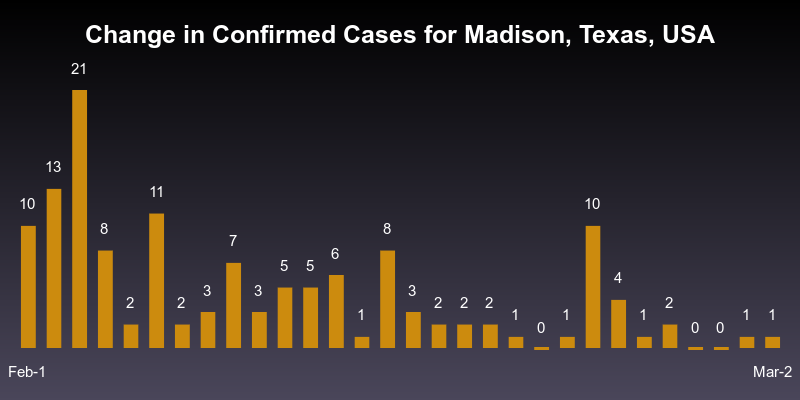 Change in Confirmed Cases for Madison, Texas, USA
10 13 21 8 2 11 2 3 7 3 5 5 6 1 8 3 2 2 2 1 0 1 10 4 1 2 0 0 1 1
Feb-1 Mar-2